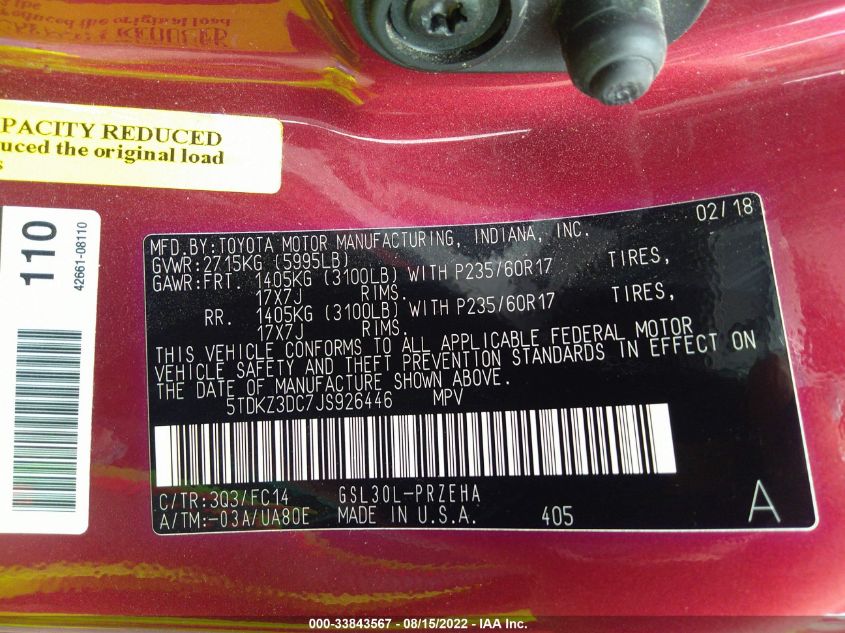 PACITY REDUCED
uced the original load
110
42661-08110
02/18
MFD.BY:TOYOTA MOTOR MANUFACTURING, INDIANA, INC.
GVWR:2715KG (5995LB)
GAWR:FRT. 1405KG (3100LB) WITH P235/60R17 TIRES,
17X7J RIMS.
RR. 1405KG (3100LB) WITH P235/60R17 TIRES,
17X7J RIMS.
THIS VEHICLE CONFORMS TO ALL APPLICABLE FEDERAL MOTOR
VEHICLE SAFETY AND THEFT PREVENTION STANDARDS IN EFFECT ON
THE DATE OF MANUFACTURE SHOWN ABOVE.
5TDKZ3DC7JS926446 MPV
C/TR:3Q3/FC14 GSL30L-PRZEHA
A/TM:-03A/UA80E MADE IN U.S.A. 405 A
000-33843567 - 08/15/2022 - IAA Inc.